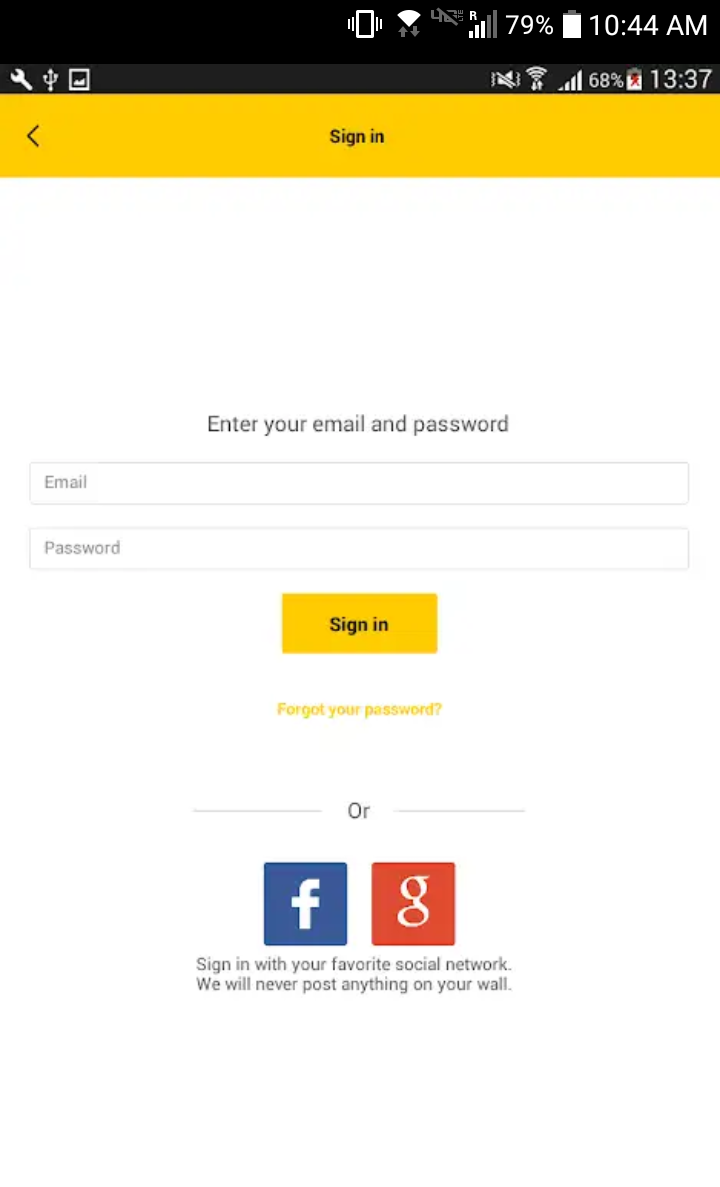 R 79% 10:44 AM
68% 13:37
Sign in
Enter your email and password
Email
Password
Sign in
Forgot your password?
Or
f g
Sign in with your favorite social network.
We will never post anything on your wall.